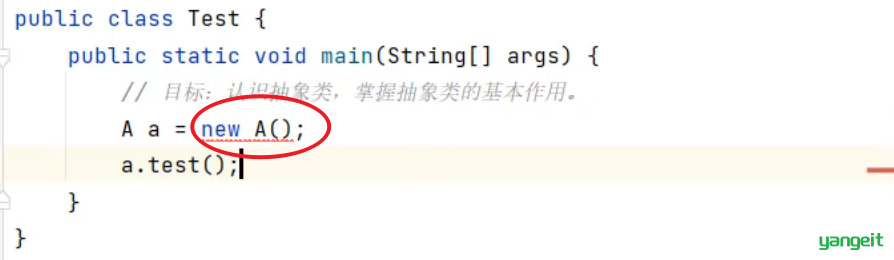 public class Test {
    public static void main(String[] args) {
        // 目标：认识抽象类，掌握抽象类的基本作用。
        A a = new A();
        a.test();
    }
}
yangeit